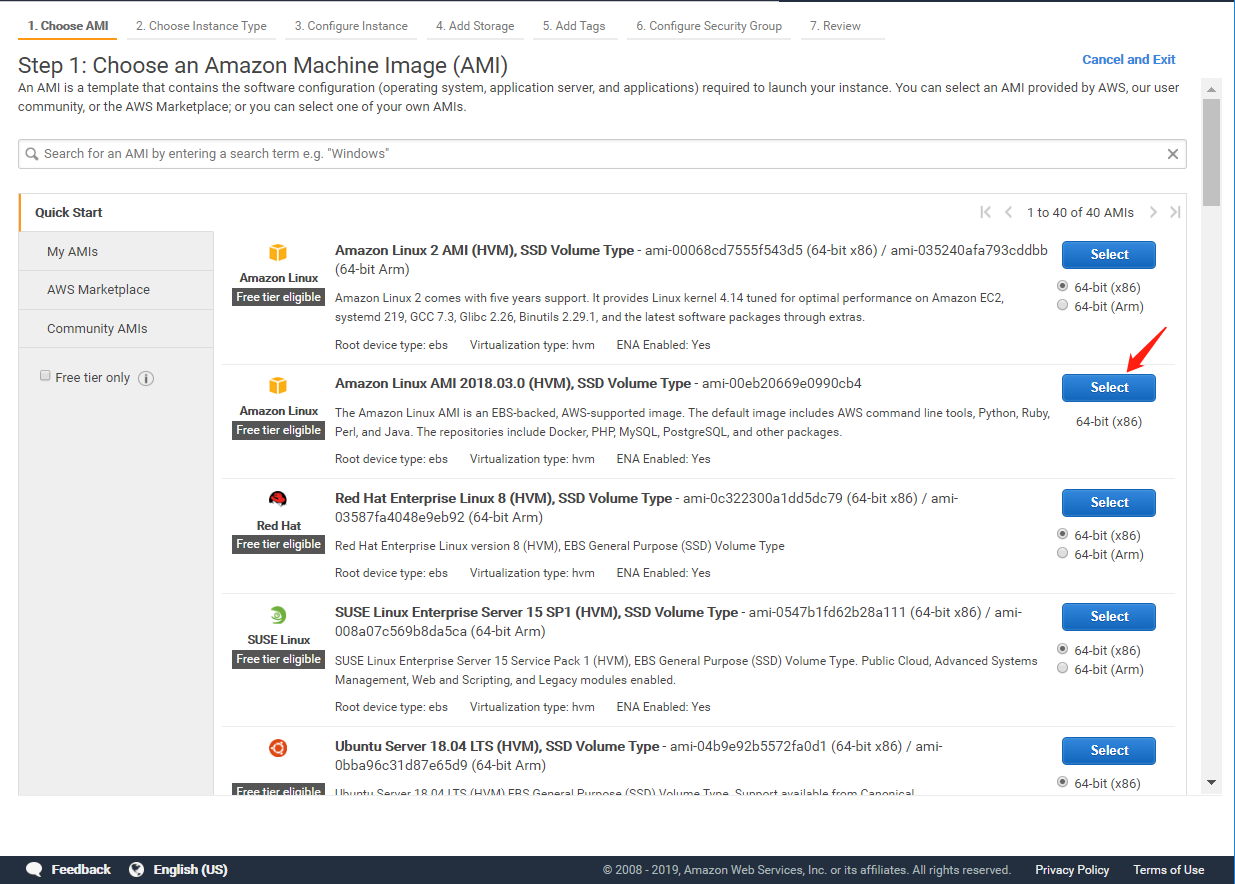 1. Choose AMI 2. Choose Instance Type 3. Configure Instance 4. Add Storage 5. Add Tags 6. Configure Security Group 7. Review
Step 1: Choose an Amazon Machine Image (AMI)
Cancel and Exit
An AMI is a template that contains the software configuration (operating system, application server, and applications) required to launch your instance. You can select an AMI provided by AWS, our user
community, or the AWS Marketplace; or you can select one of your own AMIs.
Search for an AMI by entering a search term e.g. "Windows"
Quick Start
1 to 40 of 40 AMIs
My AMIs
AWS Marketplace
Community AMIs
Free tier only
Amazon Linux
Free tier eligible
Amazon Linux 2 AMI (HVM), SSD Volume Type - ami-00068cd7555f543d5 (64-bit x86) / ami-035240afa793cddbb
(64-bit Arm)
Amazon Linux 2 comes with five years support. It provides Linux kernel 4.14 tuned for optimal performance on Amazon EC2,
systemd 219, GCC 7.3, Glibc 2.26, Binutils 2.29.1, and the latest software packages through extras.
Root device type: ebs Virtualization type: hvm ENA Enabled: Yes
Select
64-bit (x86)
64-bit (Arm)
Amazon Linux
Free tier eligible
Amazon Linux AMI 2018.03.0 (HVM), SSD Volume Type - ami-00eb20669e0990cb4
The Amazon Linux AMI is an EBS-backed, AWS-supported image. The default image includes AWS command line tools, Python, Ruby,
Perl, and Java. The repositories include Docker, PHP, MySQL, PostgreSQL, and other packages.
Root device type: ebs Virtualization type: hvm ENA Enabled: Yes
Select
64-bit (x86)
Red Hat
Free tier eligible
Red Hat Enterprise Linux 8 (HVM), SSD Volume Type - ami-0c322300a1dd5dc79 (64-bit x86) / ami-
03587fa4048e9eb92 (64-bit Arm)
Red Hat Enterprise Linux version 8 (HVM), EBS General Purpose (SSD) Volume Type
Root device type: ebs Virtualization type: hvm ENA Enabled: Yes
Select
64-bit (x86)
64-bit (Arm)
SUSE Linux
Free tier eligible
SUSE Linux Enterprise Server 15 SP1 (HVM), SSD Volume Type - ami-0547b1fd62b28a111 (64-bit x86) / ami-
008a07c569b8da5ca (64-bit Arm)
SUSE Linux Enterprise Server 15 Service Pack 1 (HVM), EBS General Purpose (SSD) Volume Type. Public Cloud, Advanced Systems
Management, Web and Scripting, and Legacy modules enabled.
Root device type: ebs Virtualization type: hvm ENA Enabled: Yes
Select
64-bit (x86)
64-bit (Arm)
Free tier eligible
Ubuntu Server 18.04 LTS (HVM), SSD Volume Type - ami-04b9e92b5572fa0d1 (64-bit x86) / ami-
0bba96c31d87e65d9 (64-bit Arm)
Ubuntu Server 18.04 LTS (HVM),EBS General Purpose (SSD) Volume Type. Support available from Canonical
Select
64-bit (x86)
Feedback English (US)
© 2008 - 2019, Amazon Web Services, Inc. or its affiliates. All rights reserved. Privacy Policy Terms of Use